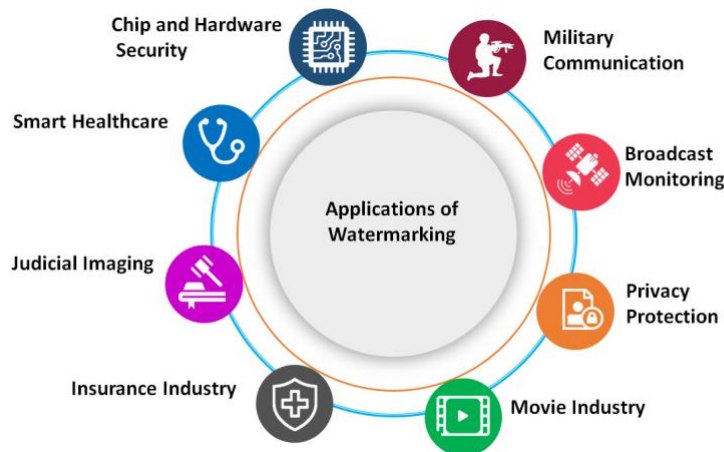 Chip and Hardware
Security
Military
Communication
Smart Healthcare
Broadcast
Monitoring
Applications of
Watermarking
Judicial Imaging
Privacy
Protection
Insurance Industry
Movie Industry